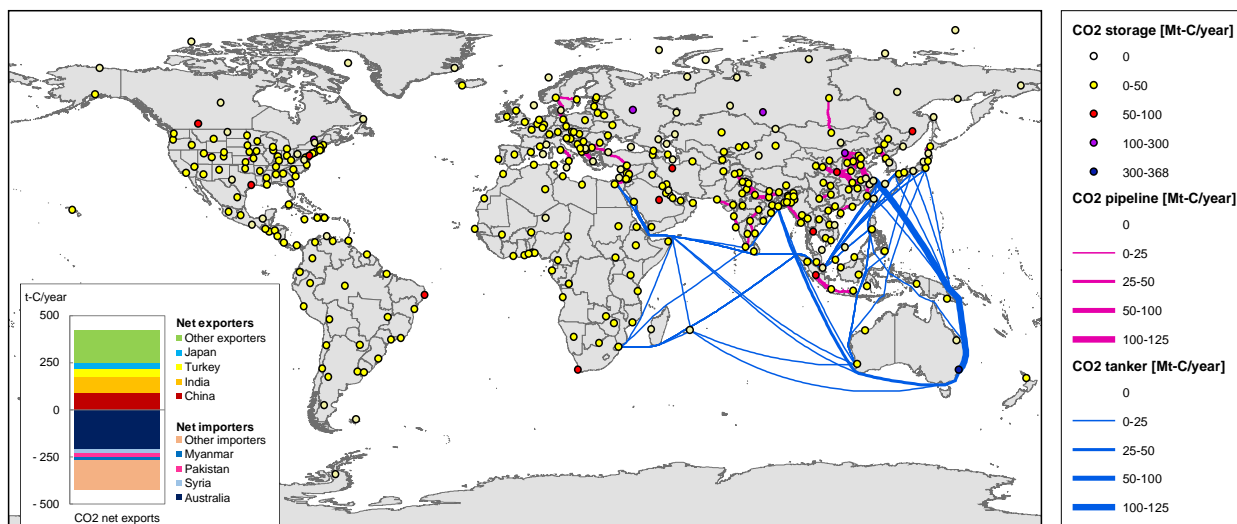 t-C/year
500
250
0
- 250
- 500
CO2 net exports
Net exporters
Other exporters
Japan
Turkey
India
China
Net importers
Other importers
Myanmar
Pakistan
Syria
Australia
CO2 storage [Mt-C/year]
0
0-50
50-100
100-300
300-368
CO2 pipeline [Mt-C/year]
0
0-25
25-50
50-100
100-125
CO2 tanker [Mt-C/year]
0
0-25
25-50
50-100
100-125